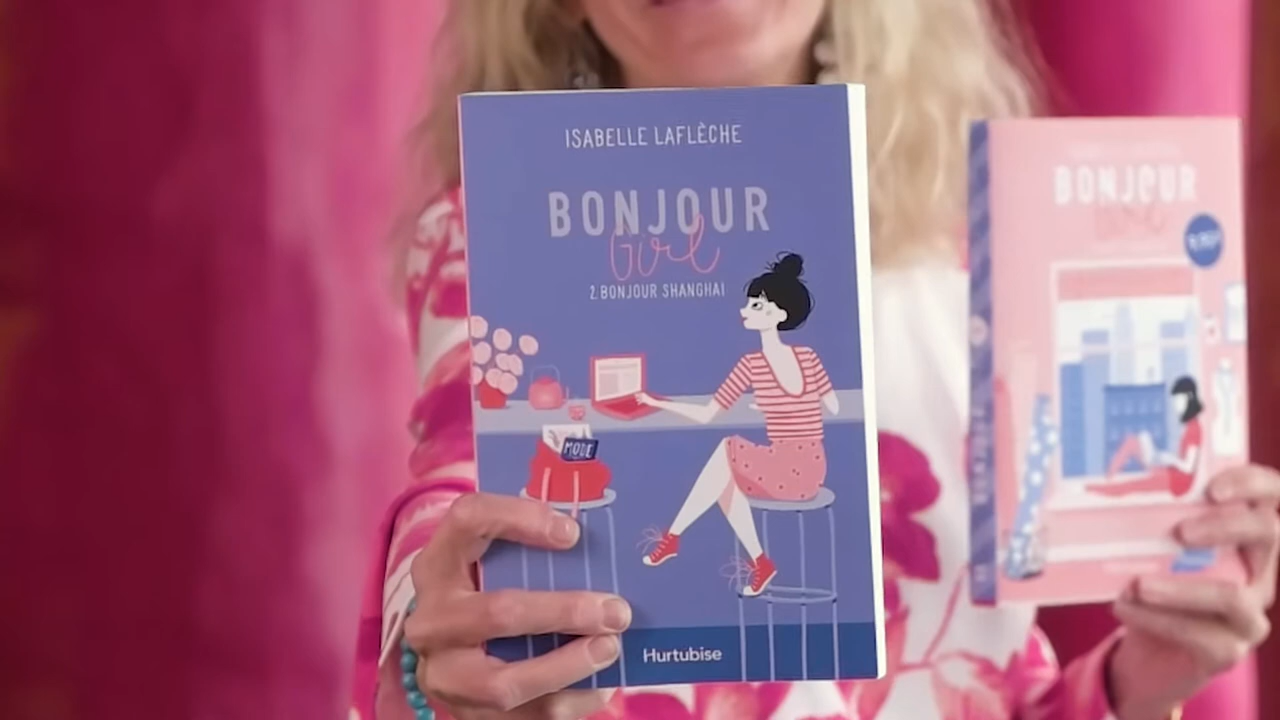 ISABELLE LAFLÈCHE
BONJOUR
Girl
2. BONJOUR SHANGHAI
MODE
Hurtubise
BONJOUR